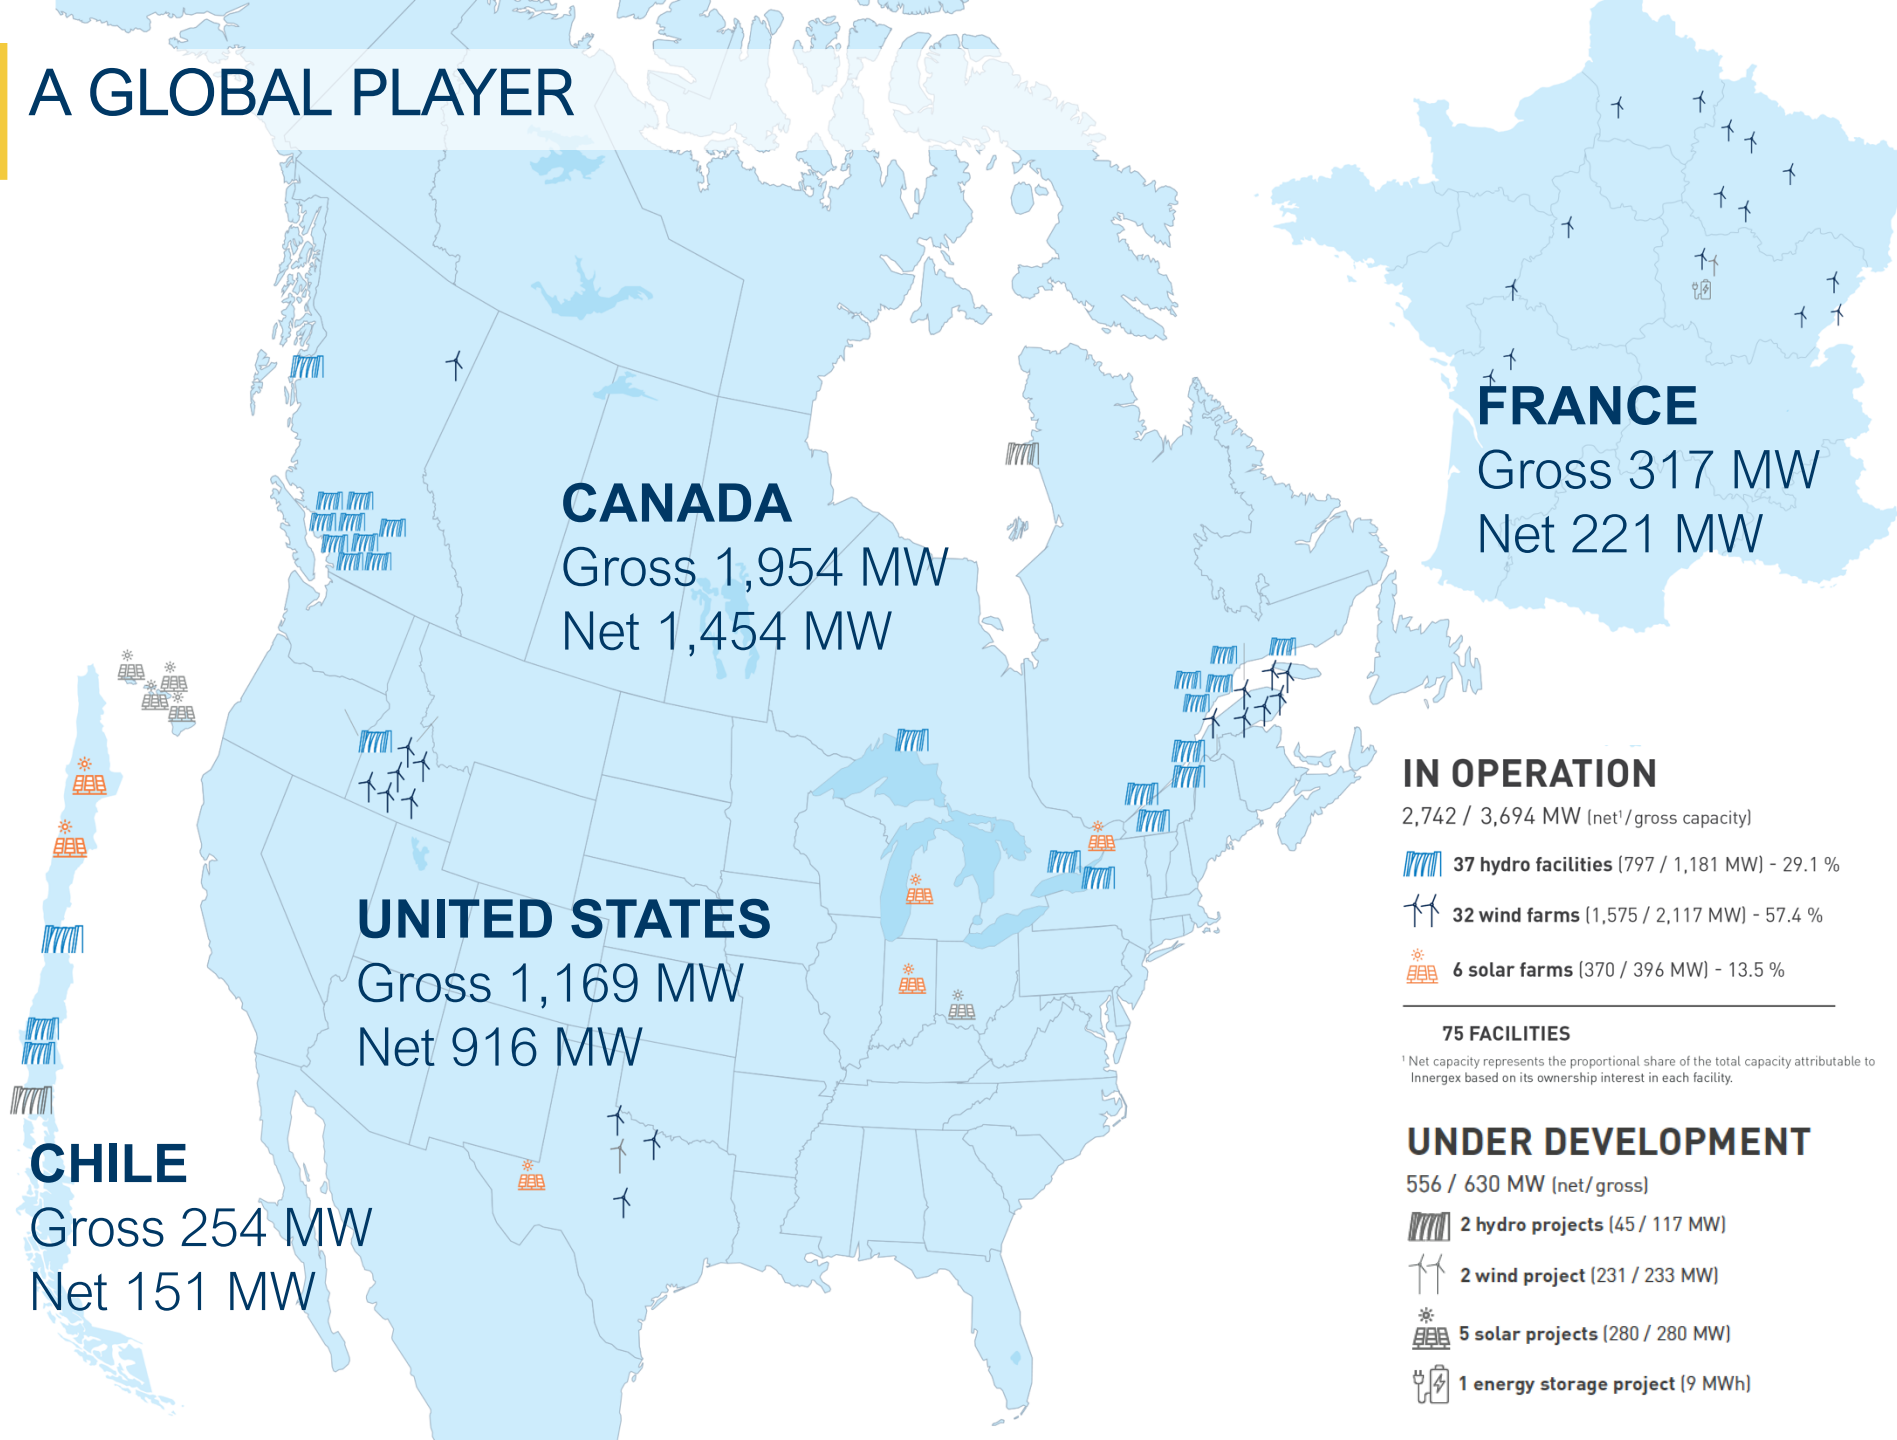 A GLOBAL PLAYER
FRANCE
Gross 317 MW
Net 221 MW
CANADA
Gross 1,954 MW
Net 1,454 MW
UNITED STATES
Gross 1,169 MW
Net 916 MW
CHILE
Gross 254 MW
Net 151 MW
IN OPERATION
2,742 / 3,694 MW (net¹/gross capacity)
37 hydro facilities (797 / 1,181 MW) - 29.1 %
32 wind farms (1,575 / 2,117 MW) - 57.4 %
6 solar farms (370 / 396 MW) - 13.5 %
75 FACILITIES
¹ Net capacity represents the proportional share of the total capacity attributable to
Innergex based on its ownership interest in each facility.
UNDER DEVELOPMENT
556 / 630 MW (net/gross)
2 hydro projects (45 / 117 MW)
2 wind project (231 / 233 MW)
5 solar projects (280 / 280 MW)
1 energy storage project (9 MWh)